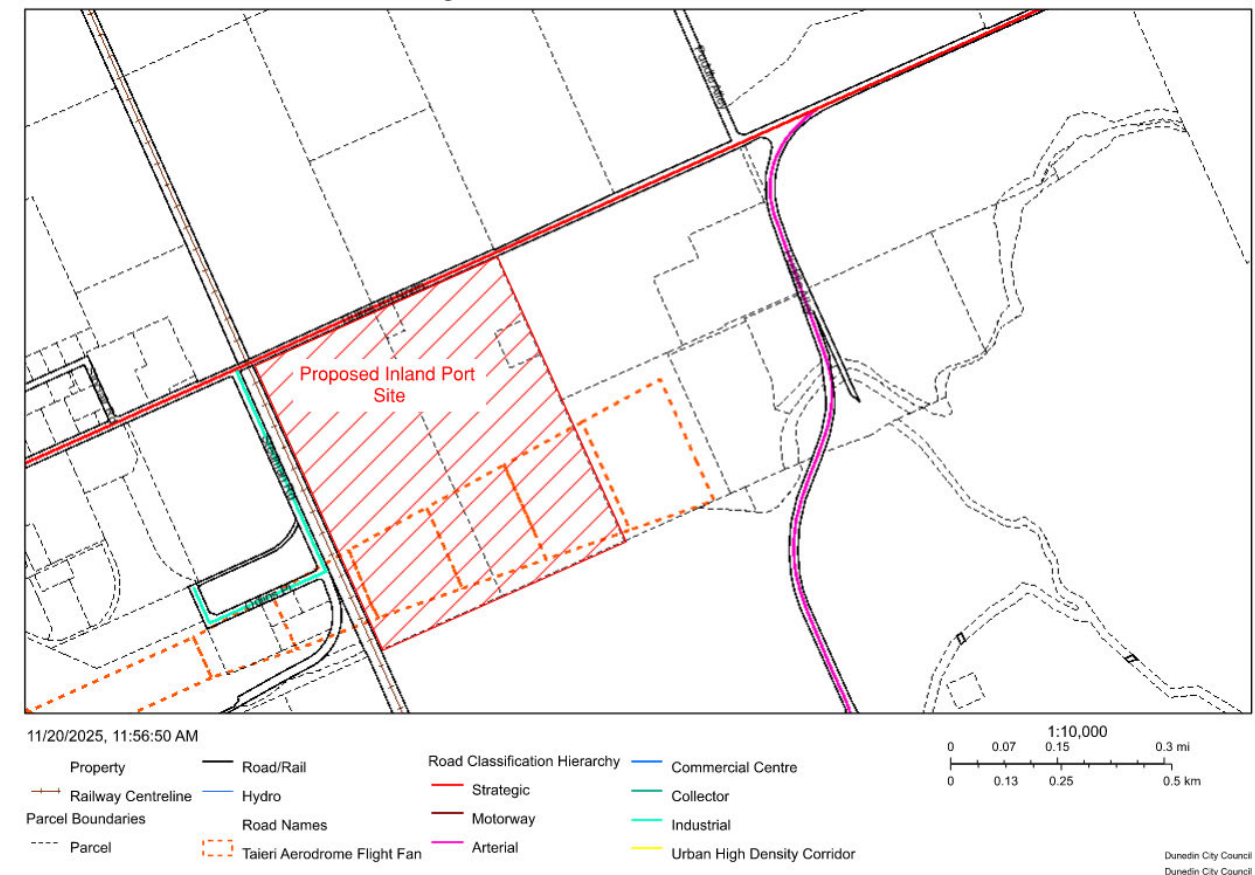 Puddle Alley
Proposed Inland Port
Site
11/20/2025, 11:56:50 AM
Property
Railway Centreline
Parcel Boundaries
Parcel
Road/Rail
Hydro
Road Names
Taieri Aerodrome Flight Fan
Road Classification Hierarchy
Strategic
Motorway
Arterial
Commercial Centre
Collector
Industrial
Urban High Density Corridor
1:10,000
0 0.07 0.15 0.3 mi
0 0.13 0.25 0.5 km
Dunedin City Council
Dunedin City Council